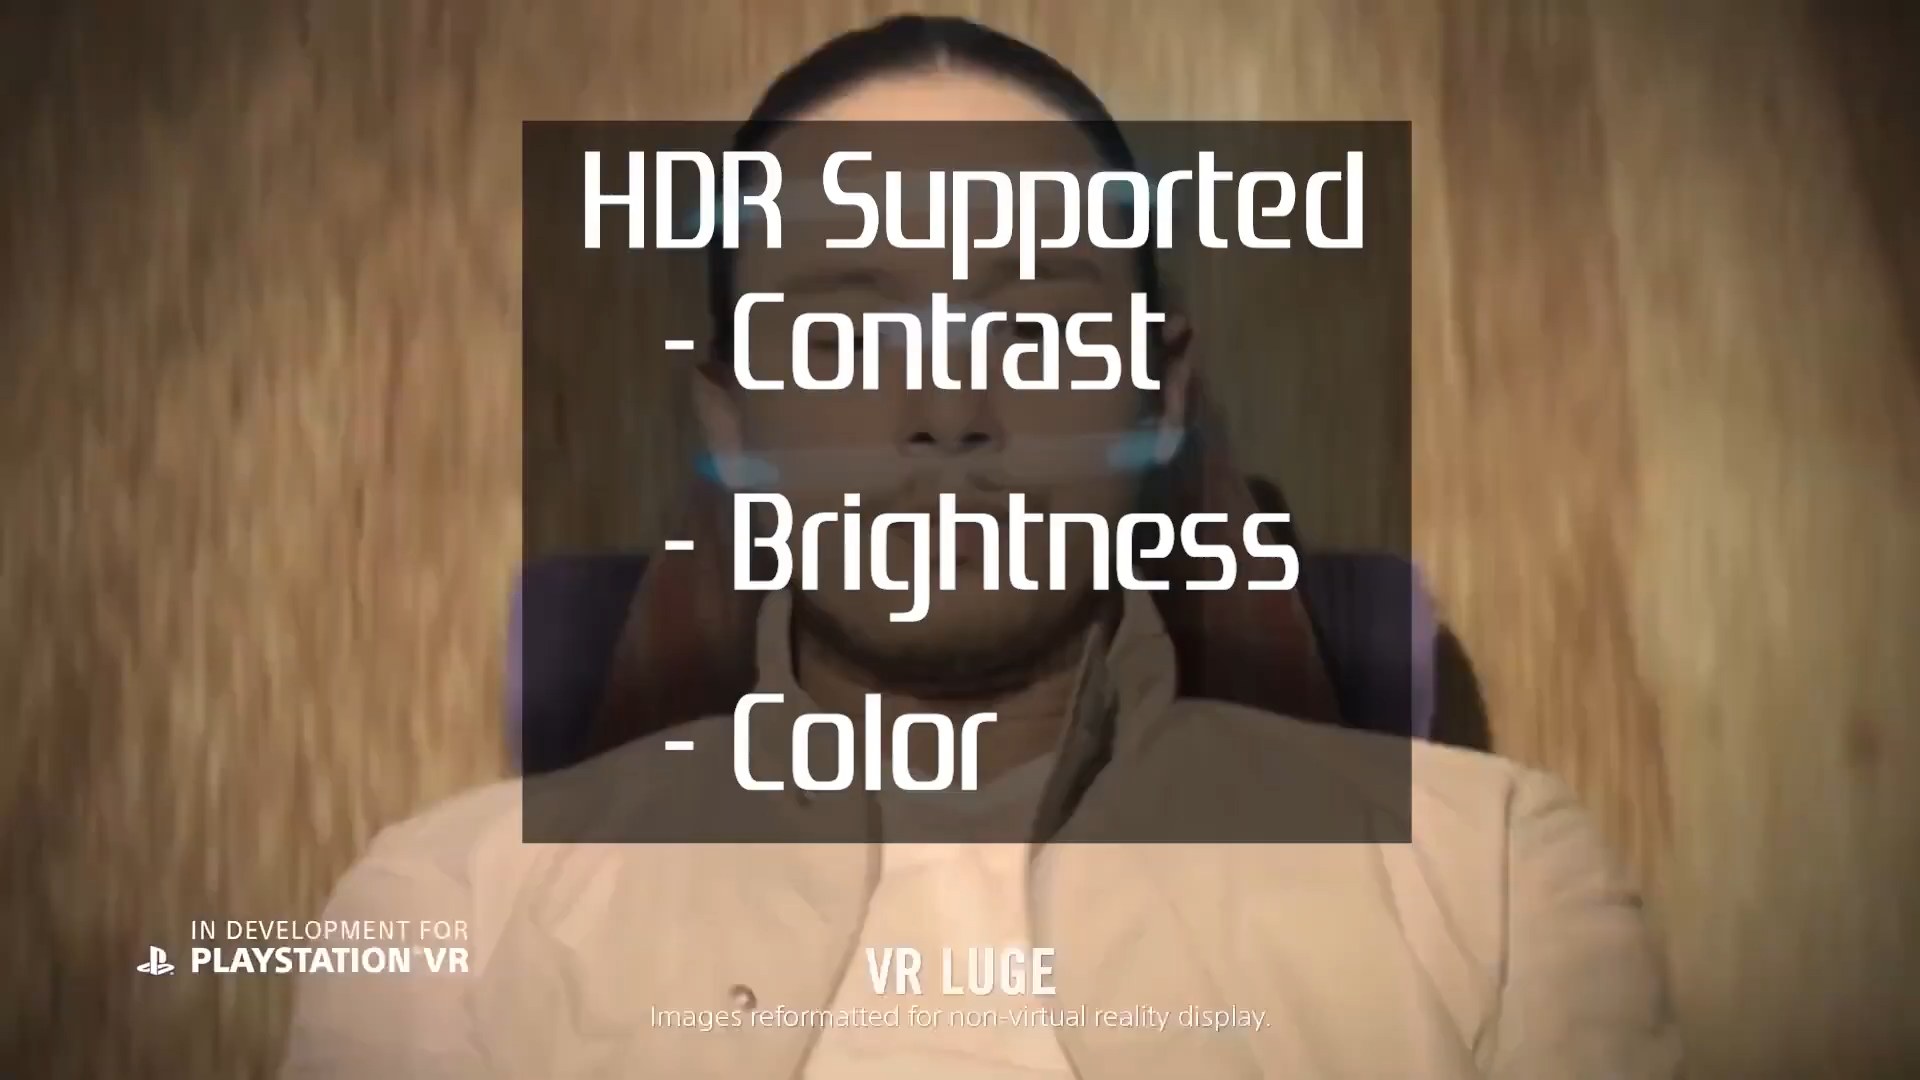 HDR Supported
- Contrast
- Brightness
- Color
IN DEVELOPMENT FOR
PLAYSTATION VR
VR LUGE
Images reformatted for non-virtual reality display.